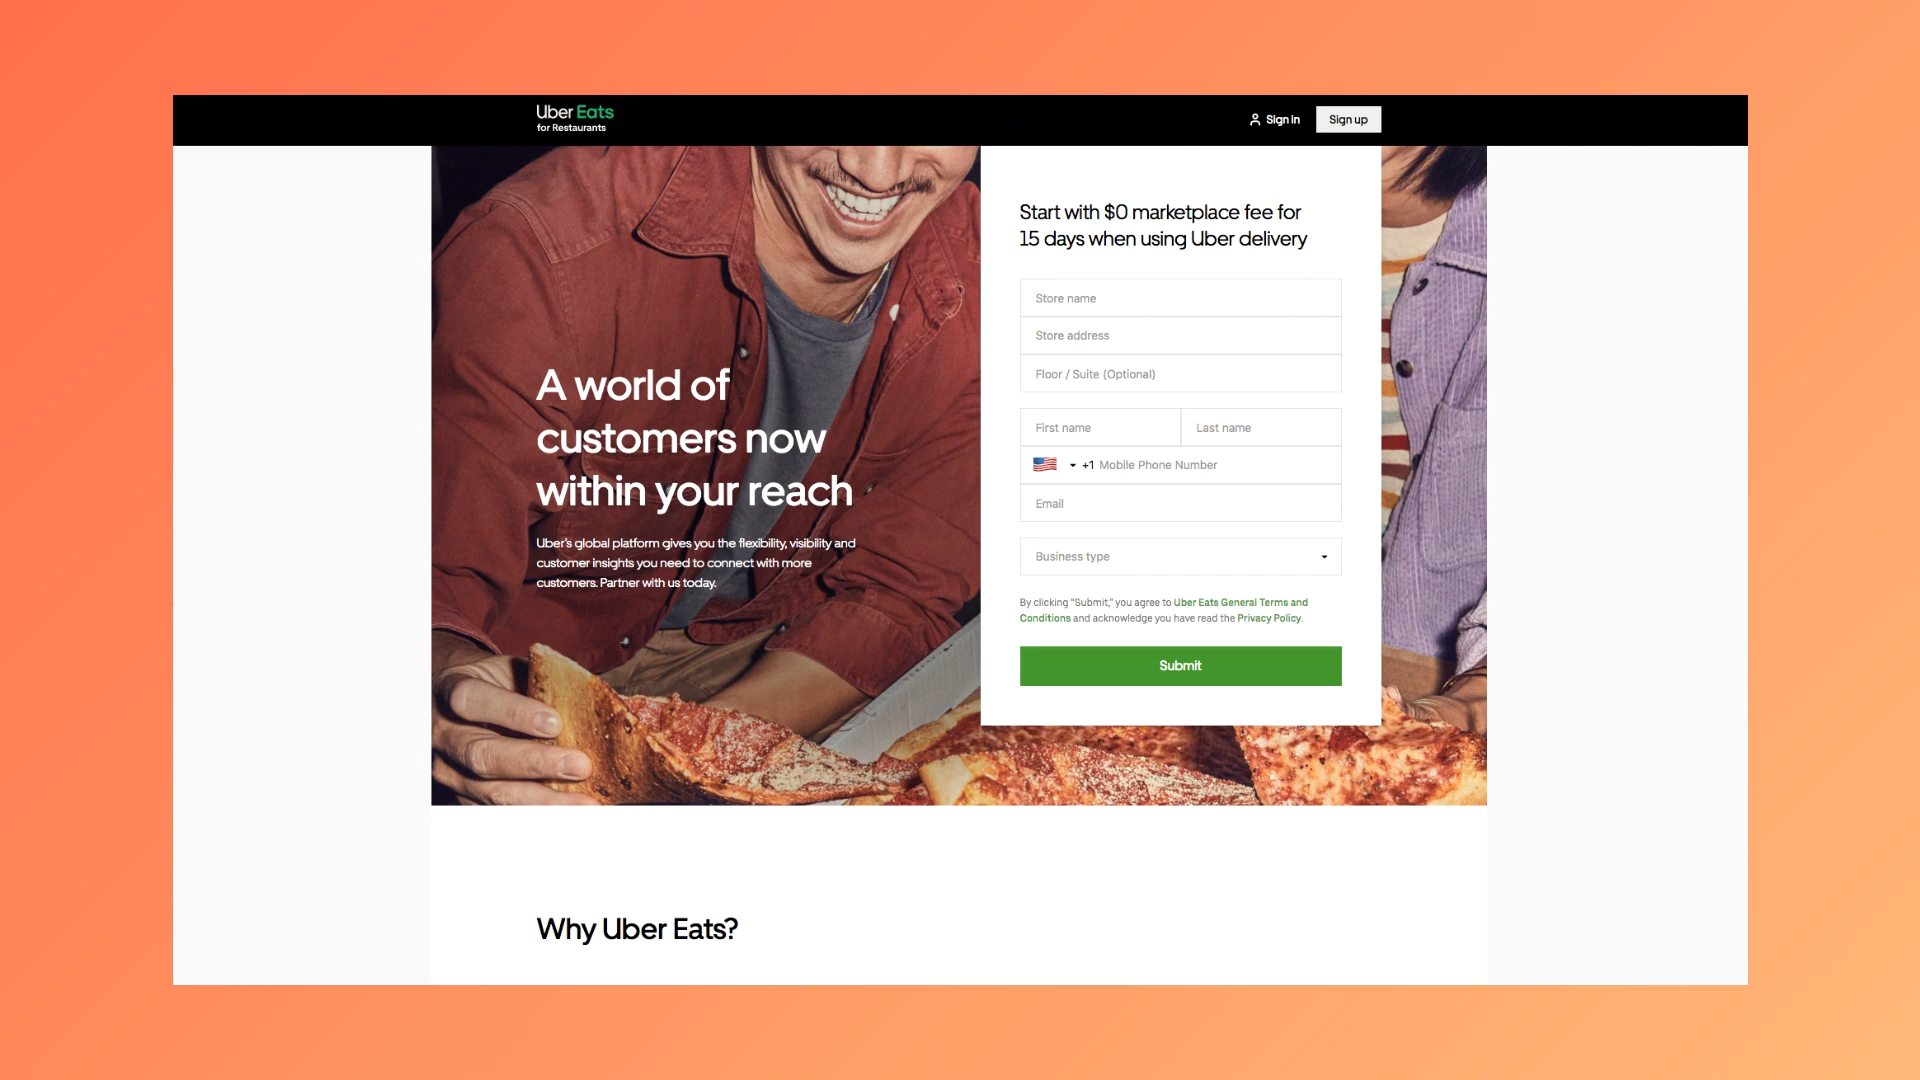 Uber Eats
for Restaurants
Sign in
Sign up
A world of
customers now
within your reach
Uber's global platform gives you the flexibility, visibility and
customer insights you need to connect with more
customers. Partner with us today.
Start with $0 marketplace fee for
15 days when using Uber delivery
Store name
Store address
Floor / Suite (Optional)
First name
Last name
+1 Mobile Phone Number
Email
Business type
By clicking "Submit," you agree to Uber Eats General Terms and
Conditions and acknowledge you have read the Privacy Policy.
Submit
Why Uber Eats?